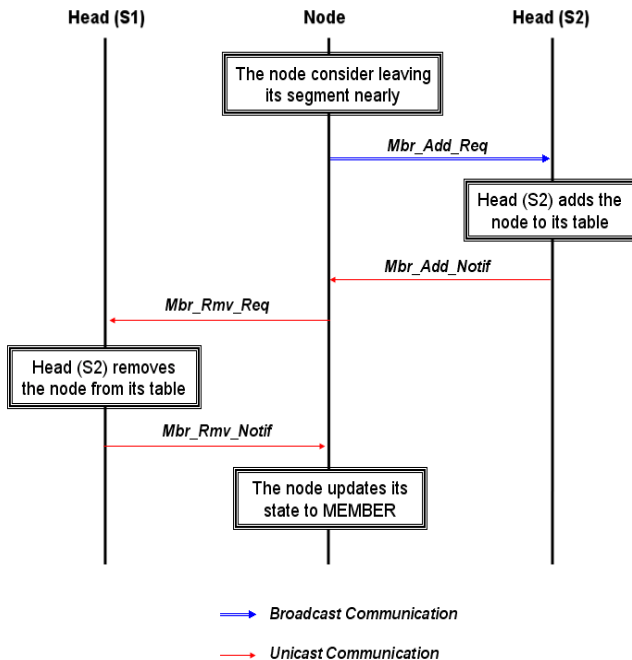 Head (S1)
Node
Head (S2)
The node consider leaving
its segment nearly
Mbr_Add_Req
Head (S2) adds the
node to its table
Mbr_Add_Notif
Mbr_Rmv_Req
Head (S2) removes
the node from its table
Mbr_Rmv_Notif
The node updates its
state to MEMBER
Broadcast Communication
Unicast Communication